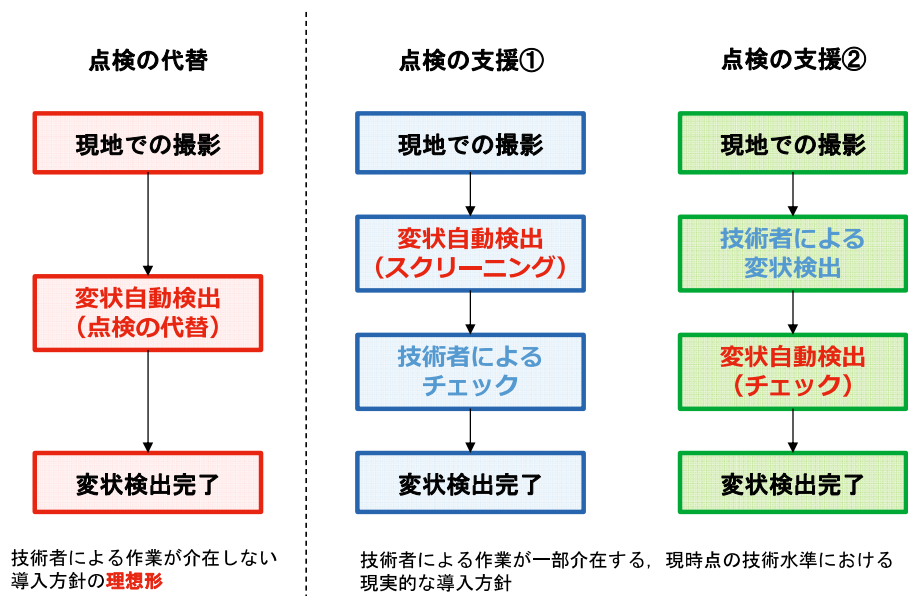 点検の代替
現地での撮影
変状自動検出
（点検の代替）
変状検出完了
技術者による作業が介在しない
導入方針の理想形
点検の支援①
現地での撮影
変状自動検出
（スクリーニング）
技術者による
チェック
変状検出完了
点検の支援②
現地での撮影
技術者による
変状検出
変状自動検出
（チェック）
変状検出完了
技術者による作業が一部介在する，現時点の技術水準における
現実的な導入方針